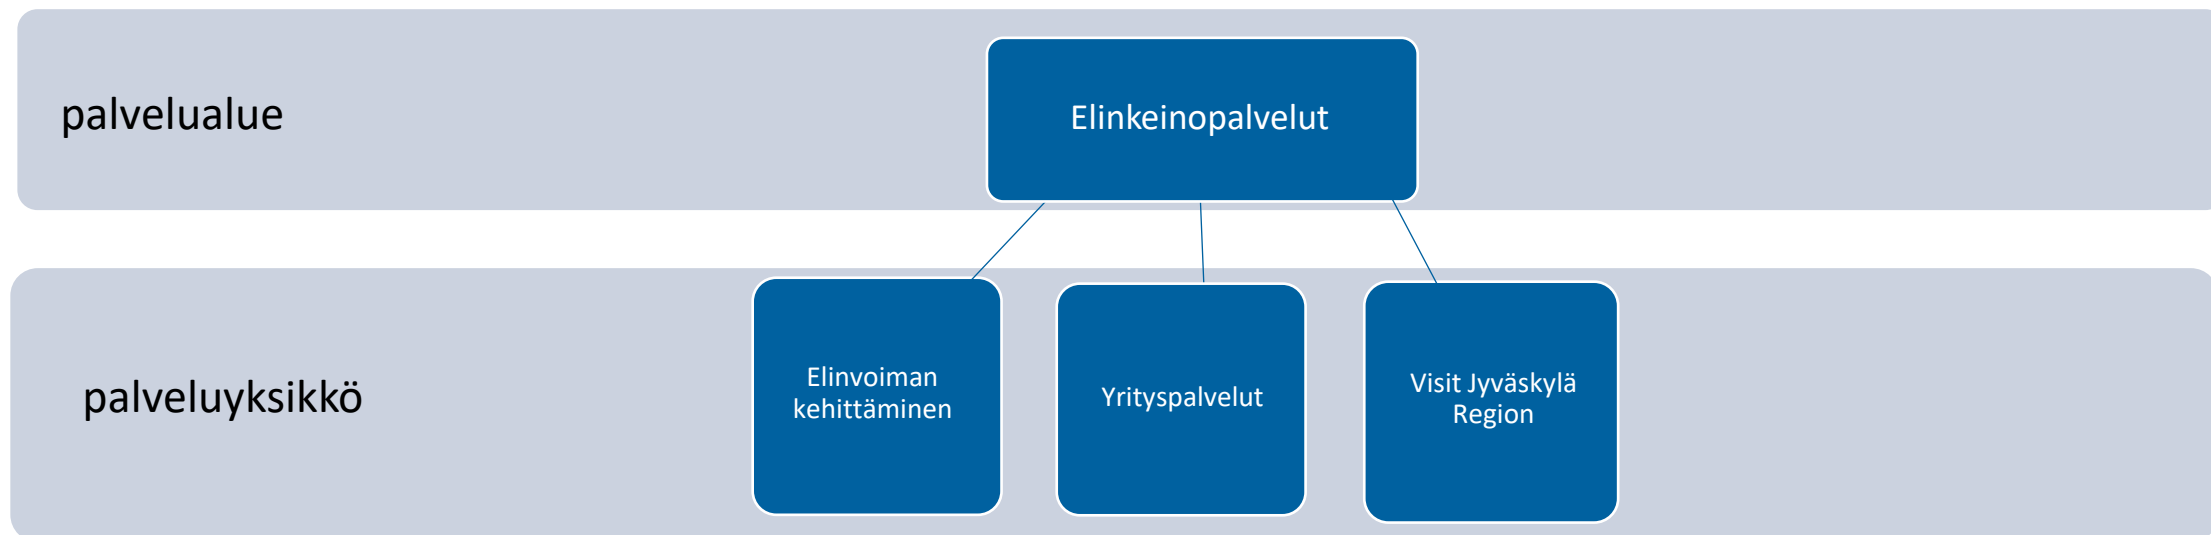 palvelualue
Elinkeinopalvelut
palveluyksikkö
Elinvoiman
kehittäminen
Yrityspalvelut
Visit Jyväskylä
Region